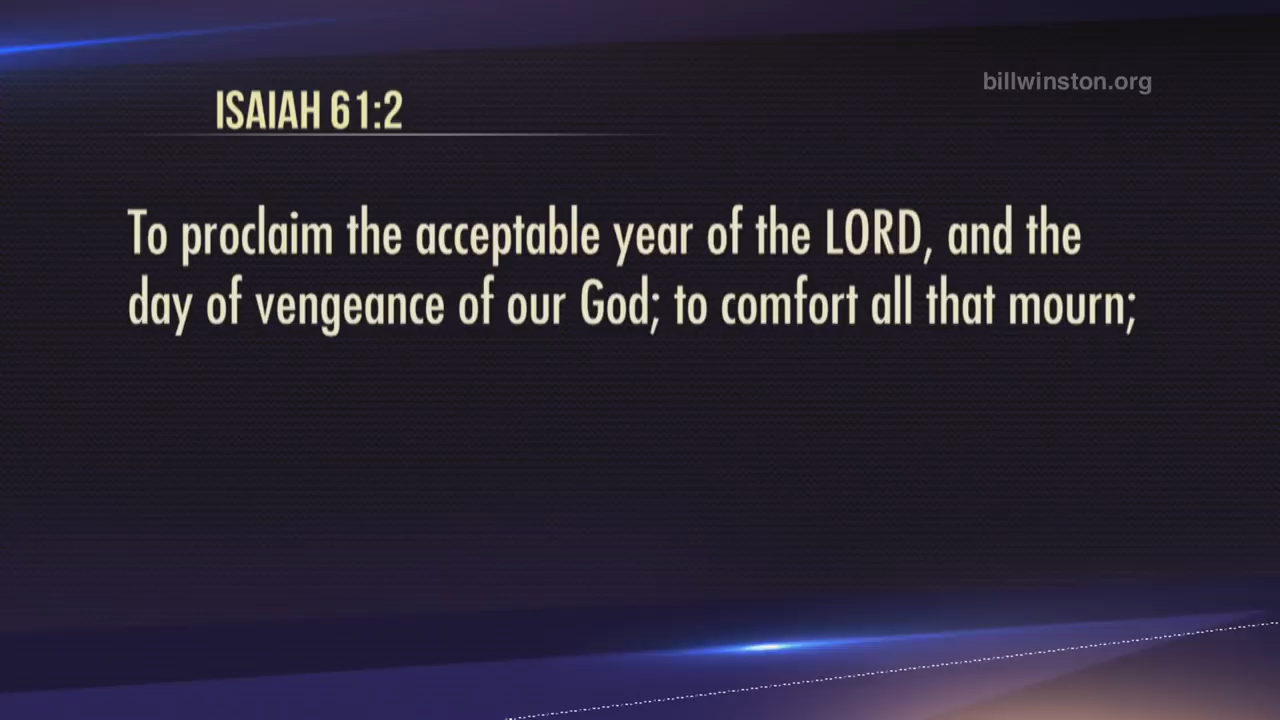 billwinston.org
ISAIAH 61:2
To proclaim the acceptable year of the LORD, and the
day of vengeance of our God; to comfort all that mourn;